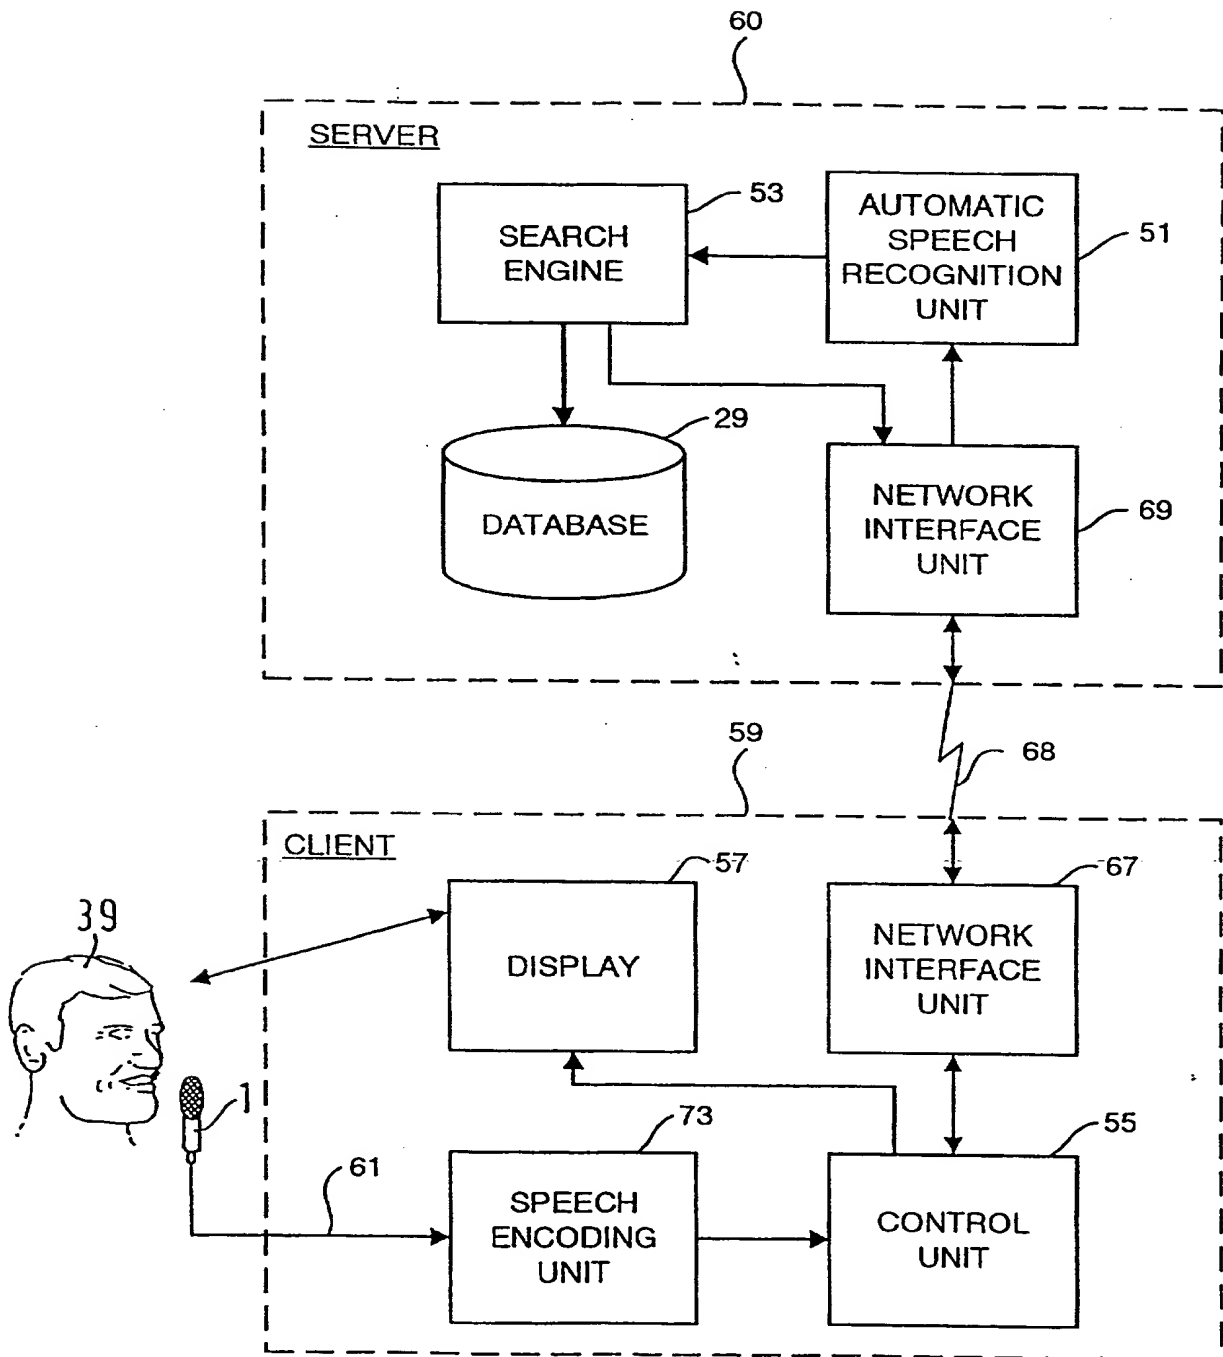 60
SERVER
53
SEARCH
ENGINE
AUTOMATIC
SPEECH
RECOGNITION
UNIT
51
29
DATABASE
NETWORK
INTERFACE
UNIT
69
59
68
CLIENT
57
DISPLAY
67
NETWORK
INTERFACE
UNIT
39
1
61
73
SPEECH
ENCODING
UNIT
55
CONTROL
UNIT